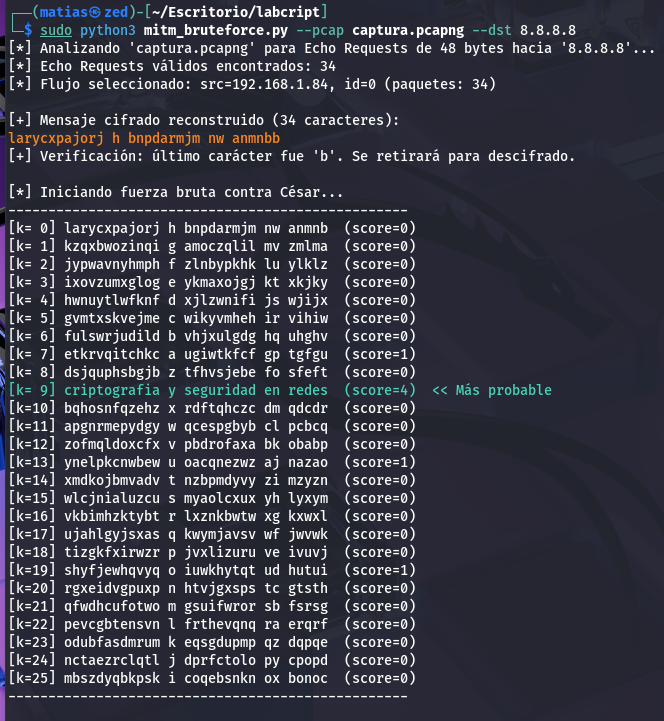 ┌──(matias㉿zed)-[~/Escritorio/labcript]
└─$ sudo python3 mitm_bruteforce.py --pcap captura.pcapng --dst 8.8.8.8
[*] Analizando 'captura.pcapng' para Echo Requests de 48 bytes hacia '8.8.8.8'...
[*] Echo Requests válidos encontrados: 34
[*] Flujo seleccionado: src=192.168.1.84, id=0 (paquetes: 34)
[+] Mensaje cifrado reconstruido (34 caracteres):
larycxpajorj h bnpdarmjm nw anmnbb
[+] Verificación: último carácter fue 'b'. Se retirará para descifrado.
[*] Iniciando fuerza bruta contra César...
--------------------------------------------------
[k= 0] larycxpajorj h bnpdarmjm nw anmnb  (score=0)
[k= 1] kzqxbwozinqi g amoczqlil mv zmlma  (score=0)
[k= 2] jypwavnyhmph f zlnbypkhk lu ylklz  (score=0)
[k= 3] ixovzumxglog e ykmaxojgj kt xkjky  (score=0)
[k= 4] hwnuytlwfknf d xjlzwnifi js wjijx  (score=0)
[k= 5] gvmtxskvejme c wikyvmheh ir vihiw  (score=0)
[k= 6] fulswrjudild b vhjxulgdg hq uhghv  (score=0)
[k= 7] etkrvqitchkc a ugiwtkfcf gp tgfgu  (score=1)
[k= 8] dsjquphsbgjb z tfhvsjebe fo sfeft  (score=0)
[k= 9] criptografia y seguridad en redes  (score=4)  << Más probable
[k=10] bqhosnfqzehz x rdftqhczc dm qdcdr  (score=0)
[k=11] apgnrmepydgy w qcespgbyb cl pcbcq  (score=0)
[k=12] zofmqldoxcfx v pbdrofaxa bk obabp  (score=0)
[k=13] ynelpkcnwbew u oacqnezwz aj nazao  (score=1)
[k=14] xmdkojbmvadv t nzbpmdyvy zi mzyzn  (score=0)
[k=15] wlcjnialuzcu s myaolcxux yh lyxym  (score=0)
[k=16] vkbimhzktybt r lxznkbwtw xg kxwxl  (score=0)
[k=17] ujahlgyjsxas q kwymjavsv wf jwvwk  (score=0)
[k=18] tizgkfxirwzr p jvxlizuru ve ivuvj  (score=0)
[k=19] shyfjewhqvyq o iuwkhytqt ud hutui  (score=1)
[k=20] rgxeidvgpuxp n htvjgxsps tc gtsth  (score=0)
[k=21] qfwdhcufotwo m gsuifwror sb fsrsg  (score=0)
[k=22] pevcgbtensvn l frthevqnq ra erqrf  (score=0)
[k=23] odubfasdmrum k eqsgdupmp qz dqpqe  (score=0)
[k=24] nctaezrclqtl j dprfctolo py cpopd  (score=0)
[k=25] mbszdyqbkpsk i coqebsnkn ox bonoc  (score=0)
--------------------------------------------------